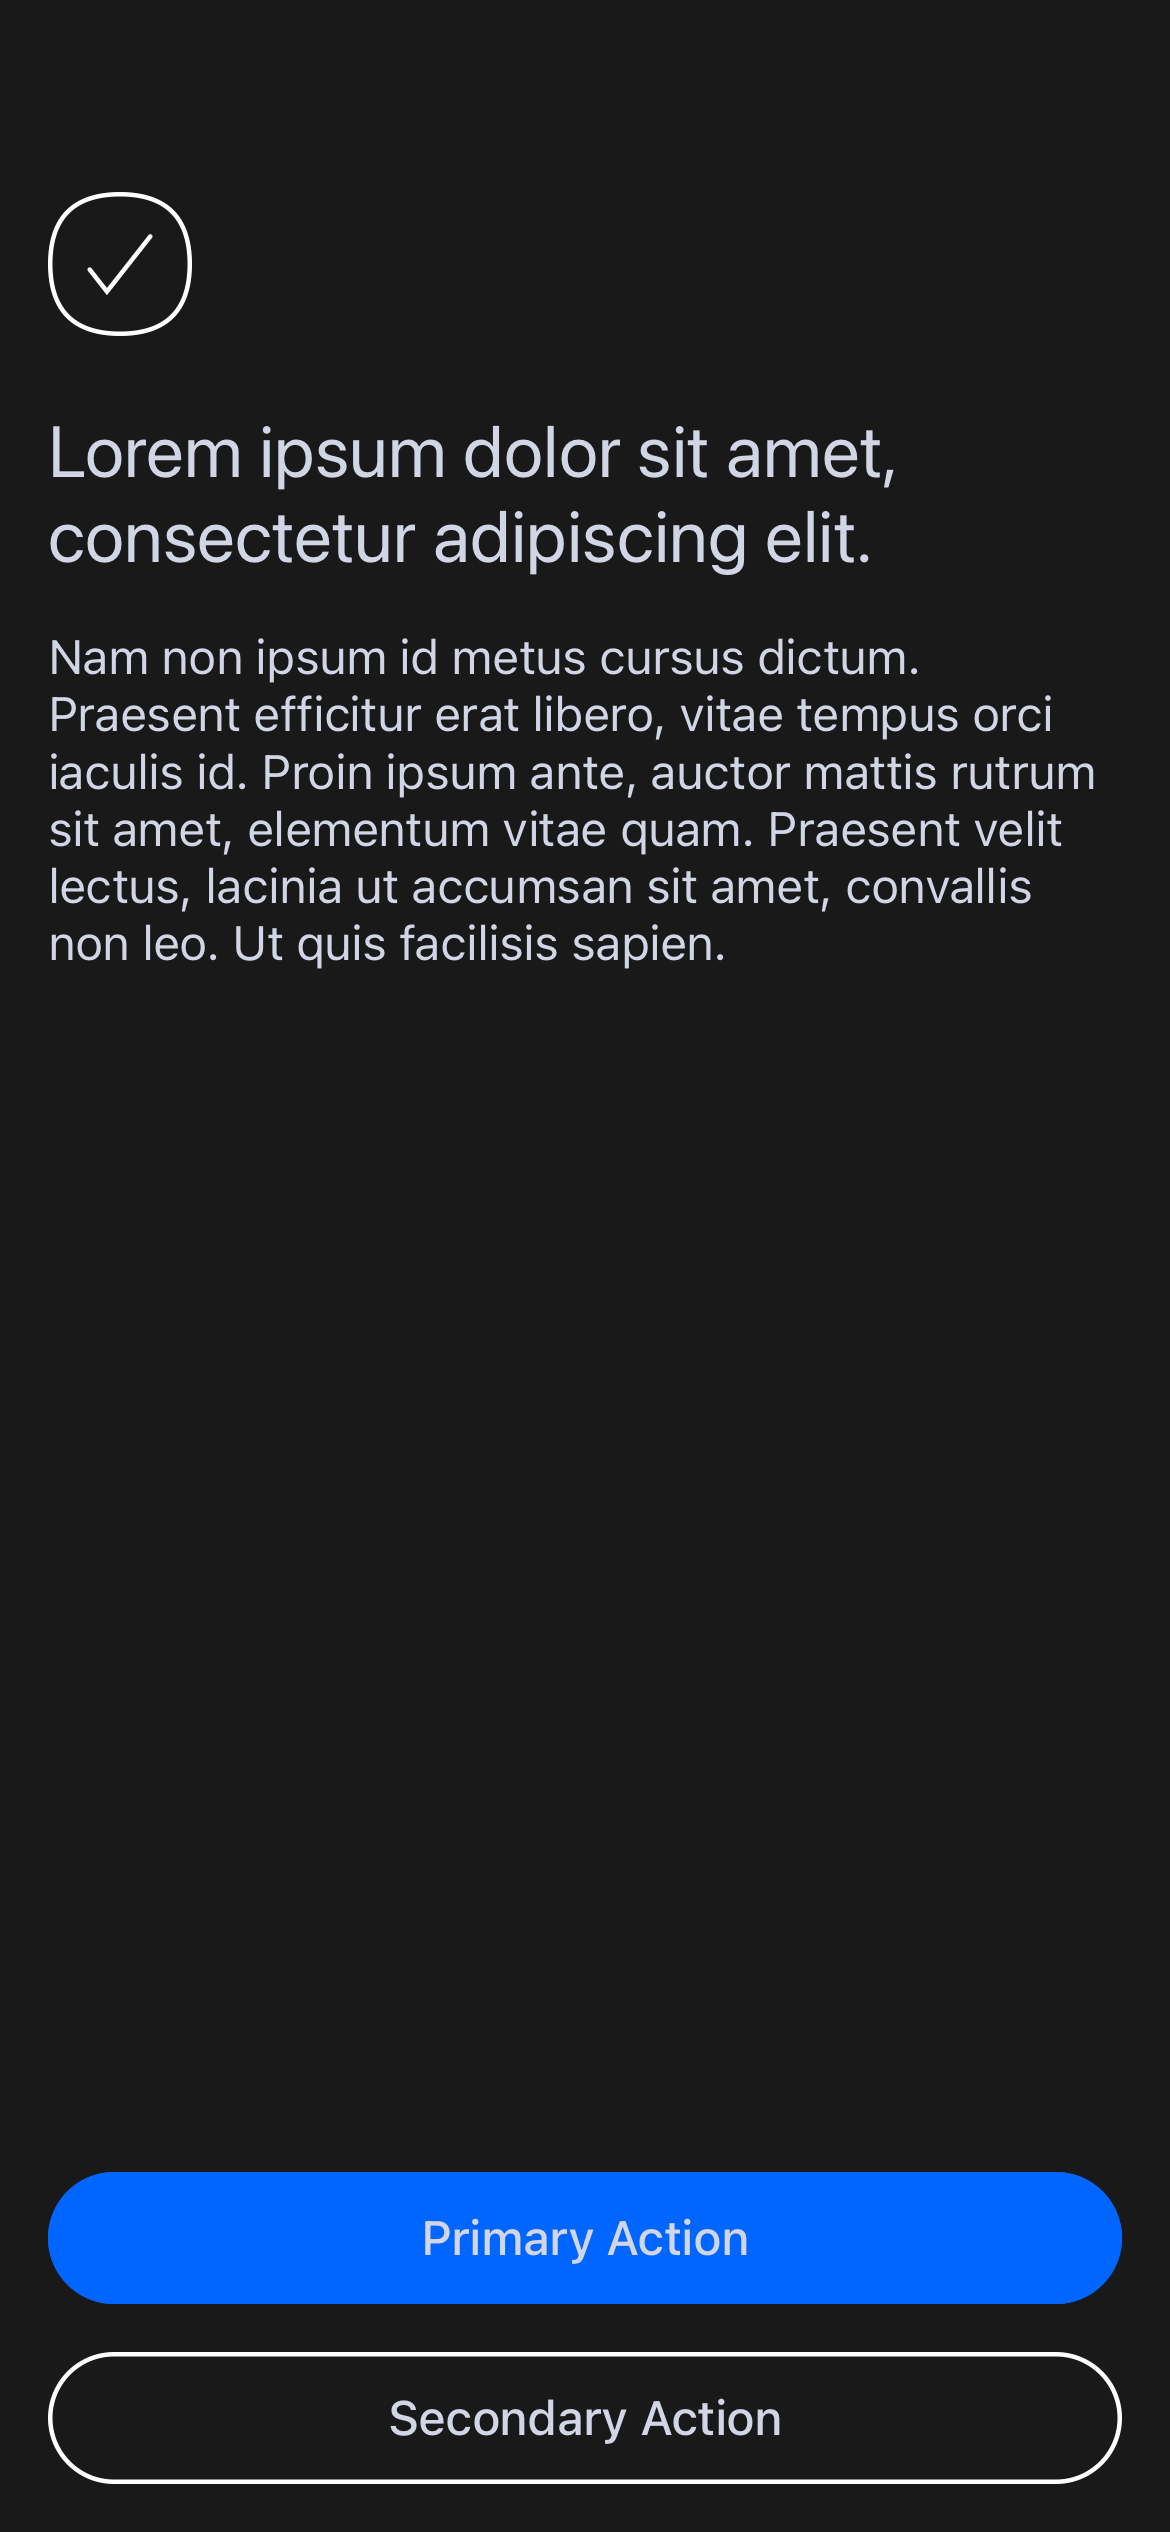 Lorem ipsum dolor sit amet,
consectetur adipiscing elit.
Nam non ipsum id metus cursus dictum.
Praesent efficitur erat libero, vitae tempus orci
iaculis id. Proin ipsum ante, auctor mattis rutrum
sit amet, elementum vitae quam. Praesent velit
lectus, lacinia ut accumsan sit amet, convallis
non leo. Ut quis facilisis sapien.
Primary Action
Secondary Action